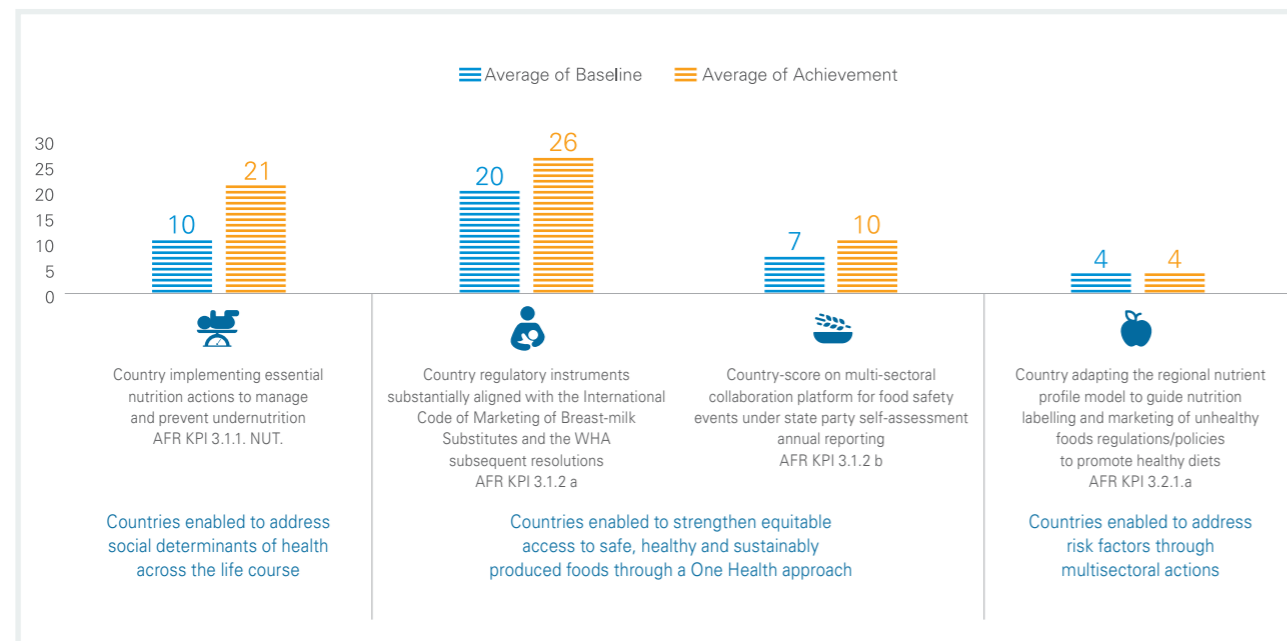 Average of Baseline
Average of Achievement
30
25
20
15
10
5
0
10
21
20
26
7
10
4
4
Country implementing essential
nutrition actions to manage
and prevent undernutrition
AFR KPI 3.1.1. NUT.
Country regulatory instruments
substantially aligned with the International
Code of Marketing of Breast-milk
Substitutes and the WHA
subsequent resolutions
AFR KPI 3.1.2 a
Country-score on multi-sectoral
collaboration platform for food safety
events under state party self-assessment
annual reporting
AFR KPI 3.1.2 b
Country adapting the regional nutrient
profile model to guide nutrition
labelling and marketing of unhealthy
foods regulations/policies
to promote healthy diets
AFR KPI 3.2.1.a
Countries enabled to address
social determinants of health
across the life course
Countries enabled to strengthen equitable
access to safe, healthy and sustainably
produced foods through a One Health approach
Countries enabled to address
risk factors through
multisectoral actions